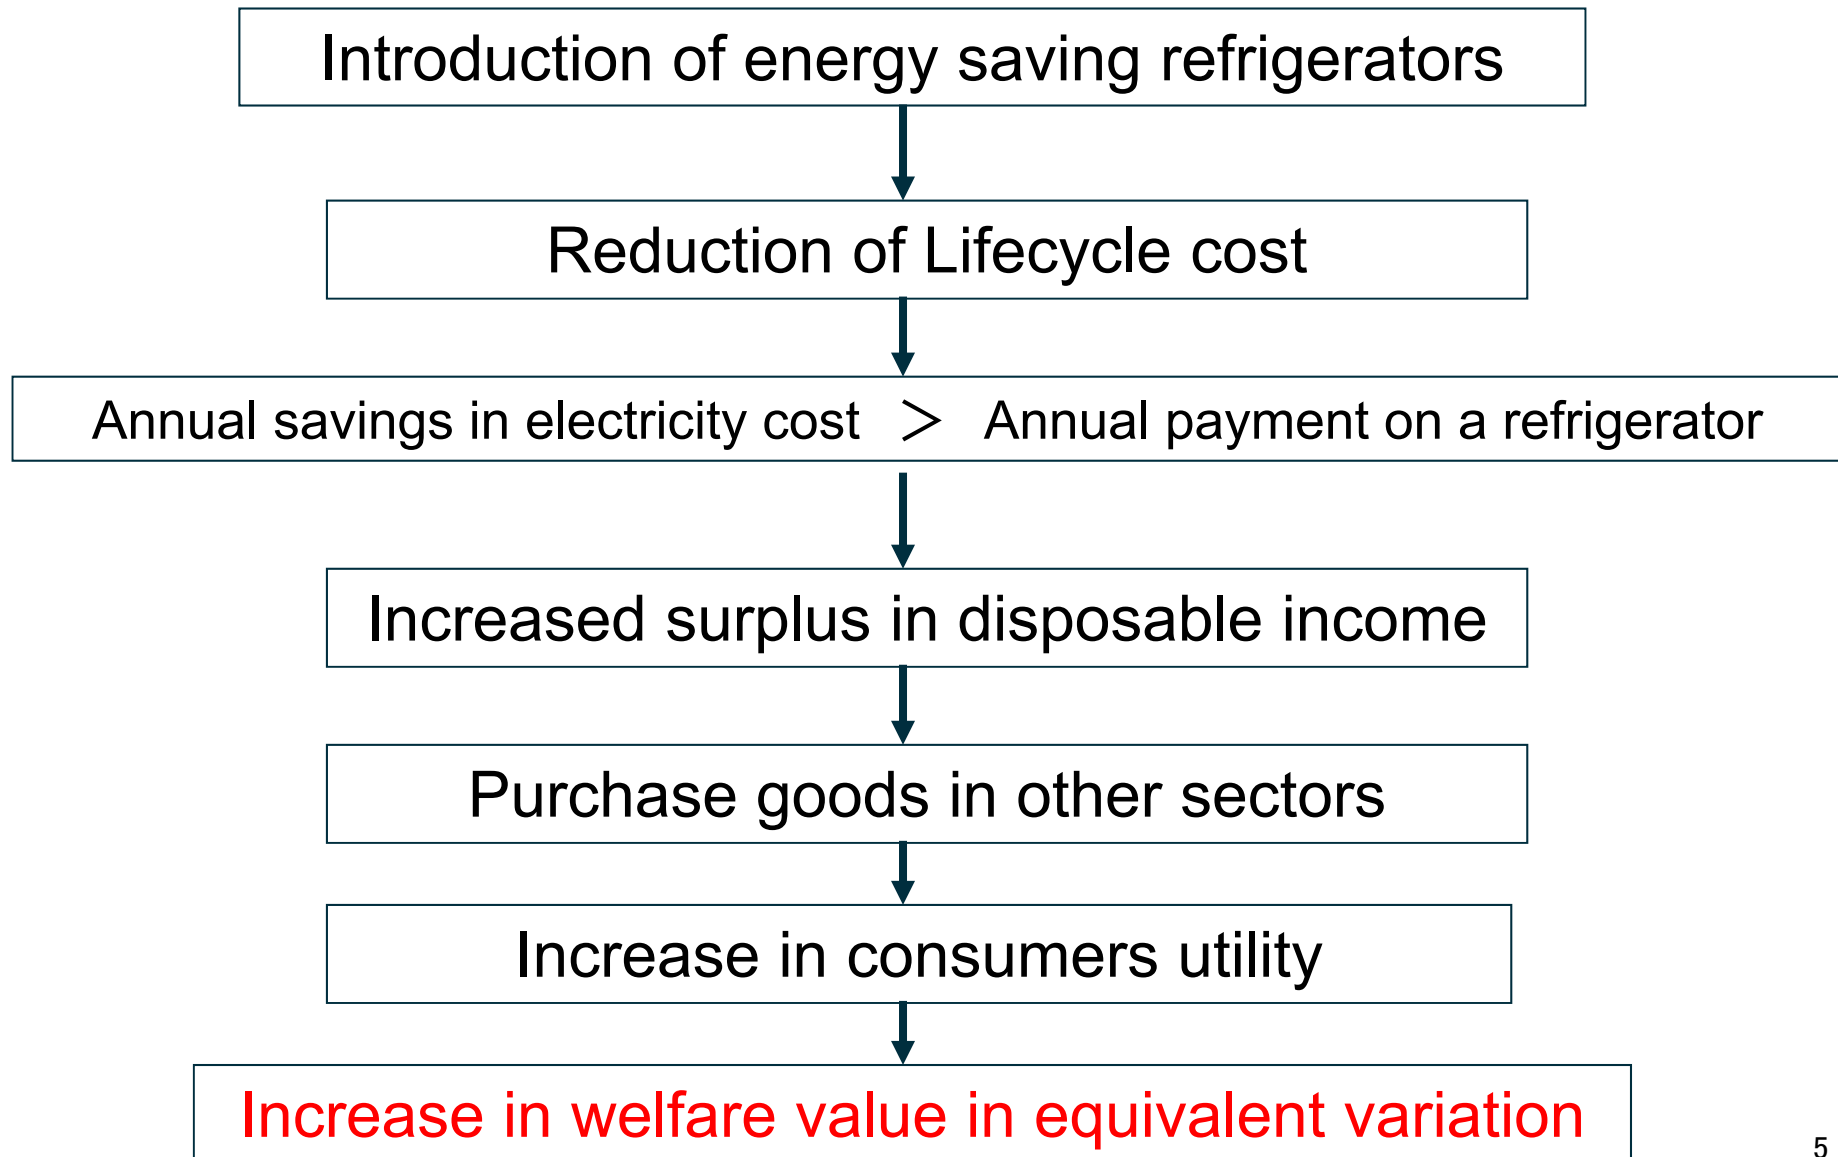 Introduction of energy saving refrigerators
Reduction of Lifecycle cost
Annual savings in electricity cost ＞ Annual payment on a refrigerator
Increased surplus in disposable income
Purchase goods in other sectors
Increase in consumers utility
Increase in welfare value in equivalent variation
5